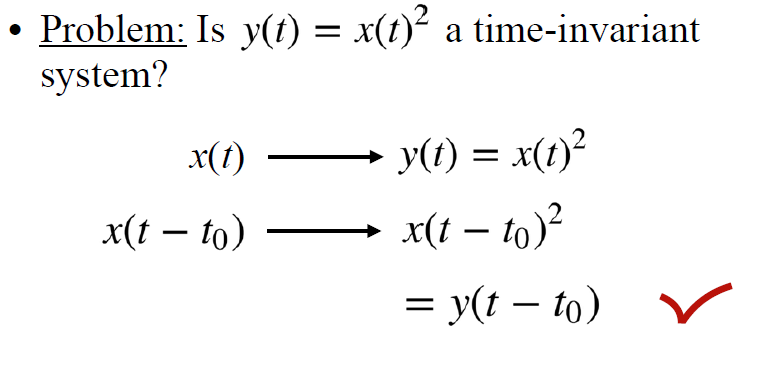 • Problem: Is y(t) = x(t)² a time-invariant
system?
x(t) ⟶ y(t) = x(t)²
x(t − t₀) ⟶ x(t − t₀)²
= y(t − t₀) ✓